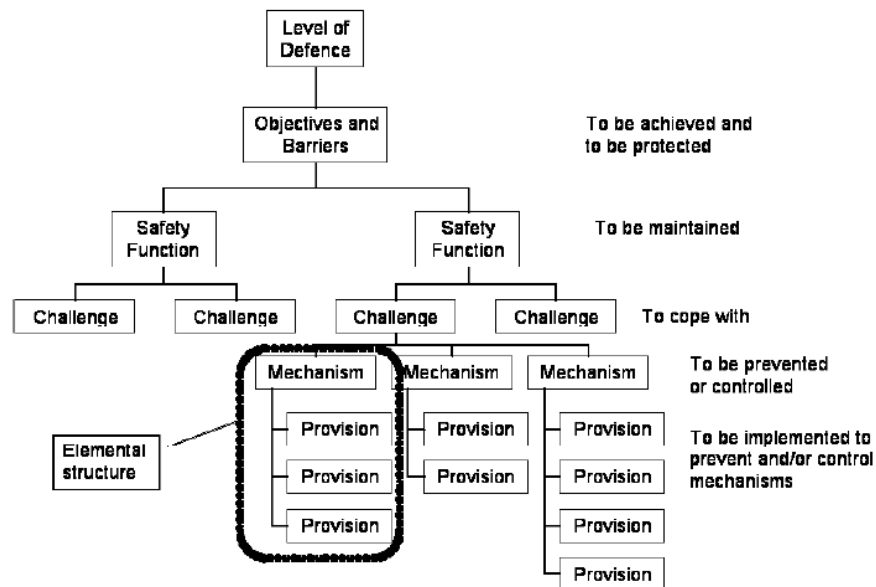 Level of
Defence
Objectives and
Barriers
To be achieved and
to be protected
Safety
Function
Safety
Function
To be maintained
Challenge
Challenge
Challenge
Challenge
To cope with
Mechanism
Mechanism
Mechanism
To be prevented
or controlled
Provision
Provision
Provision
To be implemented to
prevent and/or control
mechanisms
Elemental
structure
Provision
Provision
Provision
Provision
Provision
Provision